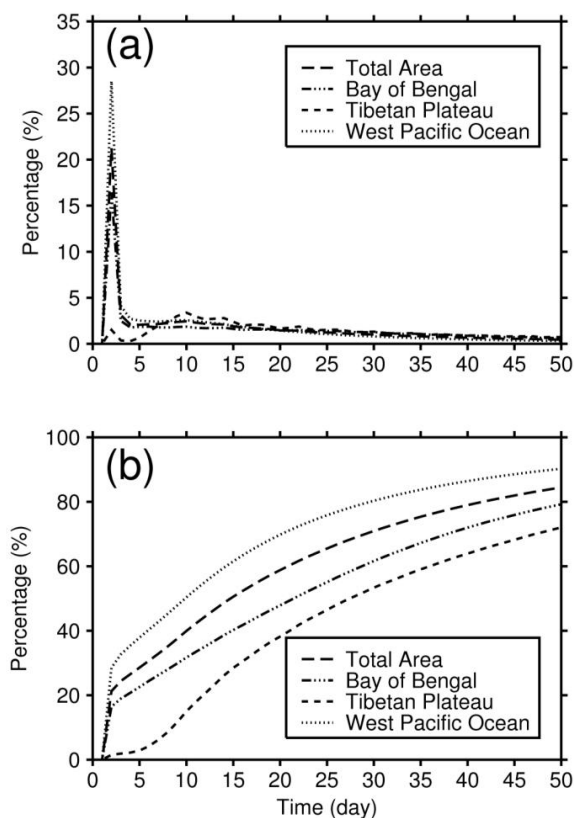 (a)
Percentage (%)
35
30
25
20
15
10
5
0
Total Area
Bay of Bengal
Tibetan Plateau
West Pacific Ocean
0 5 10 15 20 25 30 35 40 45 50
(b)
Percentage (%)
100
80
60
40
20
0
Total Area
Bay of Bengal
Tibetan Plateau
West Pacific Ocean
0 5 10 15 20 25 30 35 40 45 50
Time (day)